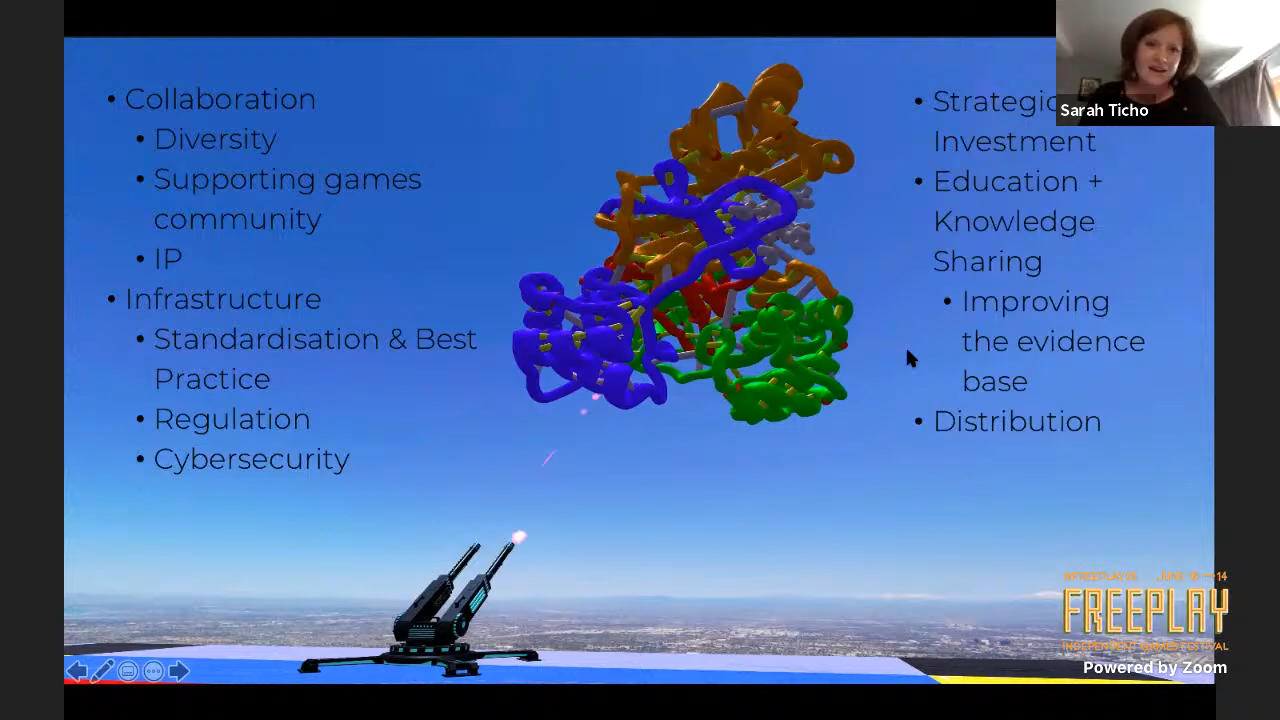 • Collaboration
• Diversity
• Supporting games
community
• IP
• Infrastructure
• Standardisation & Best
Practice
• Regulation
• Cybersecurity
• Strategic
Investment
• Education +
Knowledge
Sharing
• Improving
the evidence
base
• Distribution
Sarah Ticho
FREEPLAY
INDEPENDENT GAMES FESTIVAL
Powered by Zoom